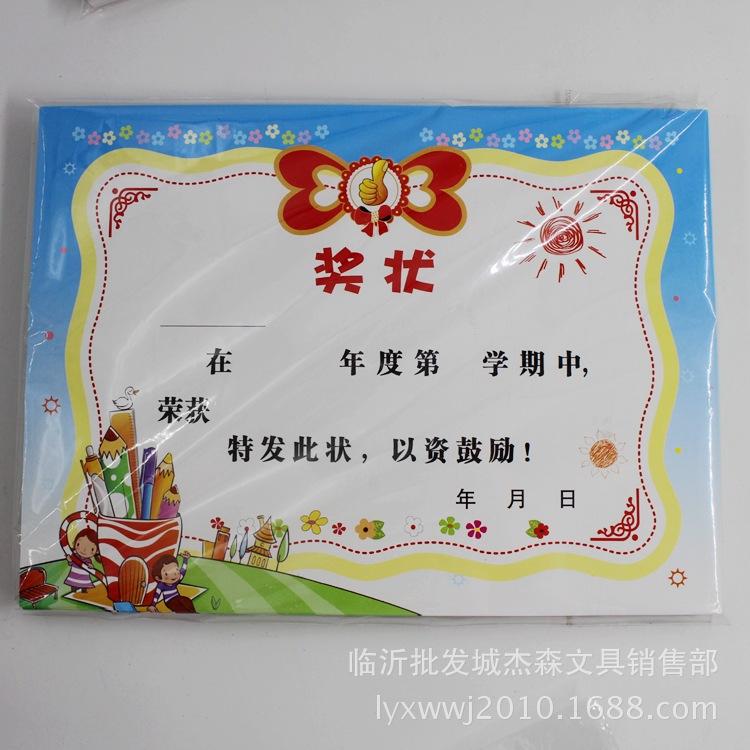 奖状
在 年度第 学期中,
荣获
特发此状，以资鼓励！
年 月 日
临沂批发城杰森文具销售部
lyxwwj2010.1688.com